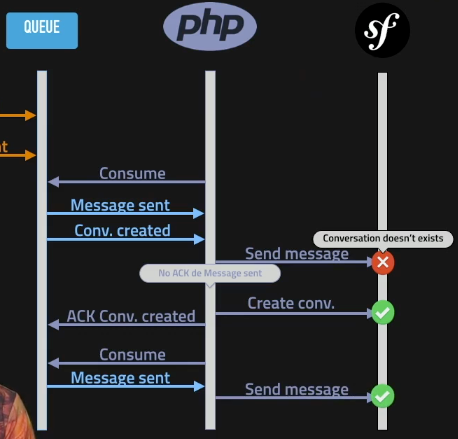 QUEUE
php
sf
nt
Consume
Message sent
Conv. created
Conversation doesn't exists
Send message
No ACK de Message sent
Create conv.
ACK Conv. created
Consume
Message sent
Send message